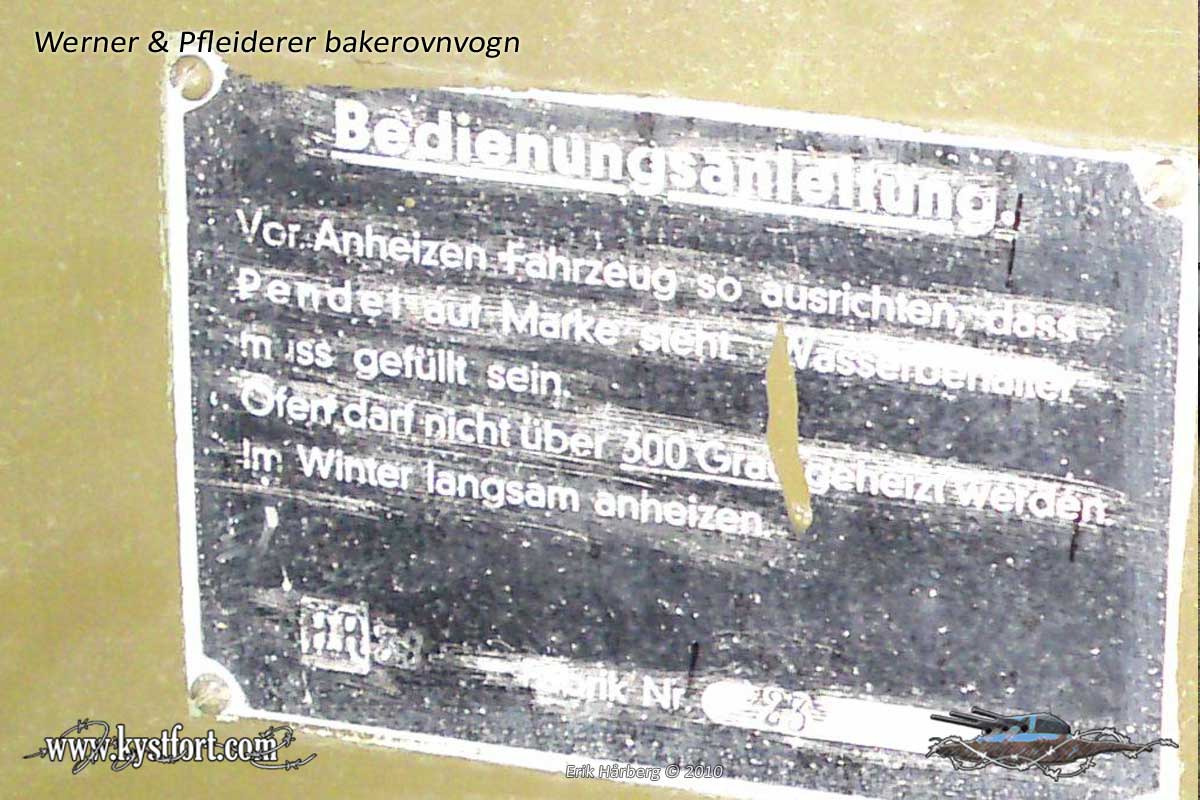 Werner & Pfleiderer bakerovnvogn
Bedienungsanleitung.
Vor Anheizen Fahrzeug so ausrichten, dass
Pendel auf Marke steht. Wasserbehälter
muss gefüllt sein.
Ofen darf nicht über 300 Grad geheizt werden.
Im Winter langsam anheizen.
Nr.
www.kystfort.com
Erik Hårberg © 2010